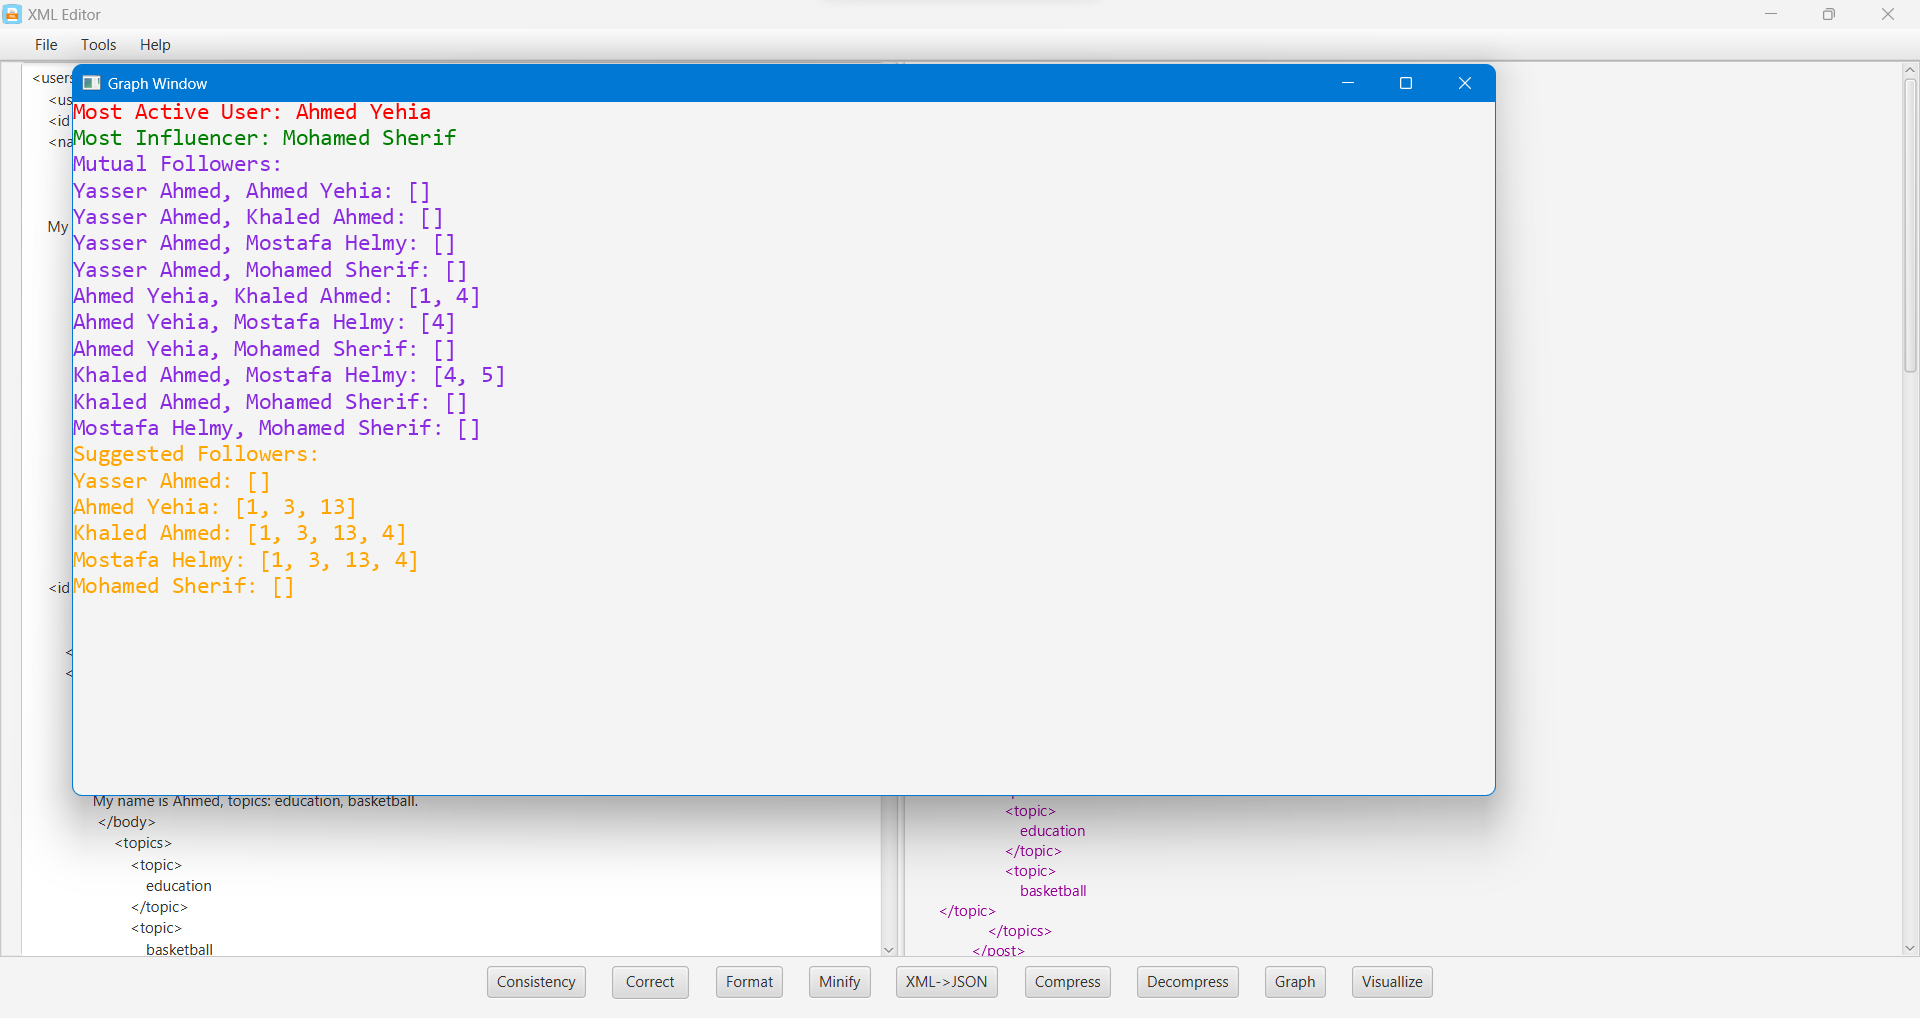 XML Editor
File Tools Help
Graph Window
Most Active User: Ahmed Yehia
Most Influencer: Mohamed Sherif
Mutual Followers:
Yasser Ahmed, Ahmed Yehia: []
Yasser Ahmed, Khaled Ahmed: []
Yasser Ahmed, Mostafa Helmy: []
Yasser Ahmed, Mohamed Sherif: []
Ahmed Yehia, Khaled Ahmed: [1, 4]
Ahmed Yehia, Mostafa Helmy: [4]
Ahmed Yehia, Mohamed Sherif: []
Khaled Ahmed, Mostafa Helmy: [4, 5]
Khaled Ahmed, Mohamed Sherif: []
Mostafa Helmy, Mohamed Sherif: []
Suggested Followers:
Yasser Ahmed: []
Ahmed Yehia: [1, 3, 13]
Khaled Ahmed: [1, 3, 13, 4]
Mostafa Helmy: [1, 3, 13, 4]
Mohamed Sherif: []
<users
<us
<id
<na
My
<id
<
<
My name is Ahmed, topics: education, basketball.
</body>
<topics>
<topic>
education
</topic>
<topic>
basketball
<topic>
education
</topic>
<topic>
basketball
</topic>
</topics>
</post>
Consistency Correct Format Minify XML->JSON Compress Decompress Graph Visuallize